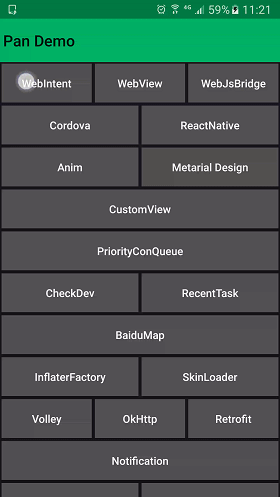 4G 59% 11:21
Pan Demo
WebIntent WebView WebJsBridge
Cordova ReactNative
Anim Metarial Design
CustomView
PriorityConQueue
CheckDev RecentTask
BaiduMap
InflaterFactory SkinLoader
Volley OkHttp Retrofit
Notification